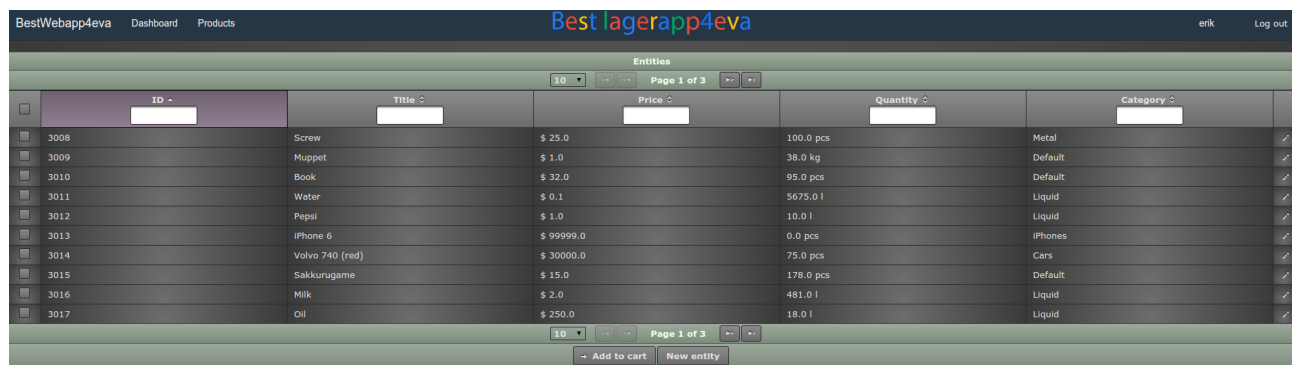 BestWebapp4eva Dashboard Products Best lagerapp4eva erik Log out
Entities
10 Page 1 of 3
ID Title Price Quantity Category
3008 Screw $ 25.0 100.0 pcs Metal
3009 Muppet $ 1.0 38.0 kg Default
3010 Book $ 32.0 95.0 pcs Default
3011 Water $ 0.1 5675.0 l Liquid
3012 Pepsi $ 1.0 10.0 l Liquid
3013 iPhone 6 $ 99999.0 0.0 pcs iPhones
3014 Volvo 740 (red) $ 30000.0 75.0 pcs Cars
3015 Sakkurugame $ 15.0 178.0 pcs Default
3016 Milk $ 2.0 481.0 l Liquid
3017 Oil $ 250.0 18.0 l Liquid
10 Page 1 of 3
Add to cart New entity